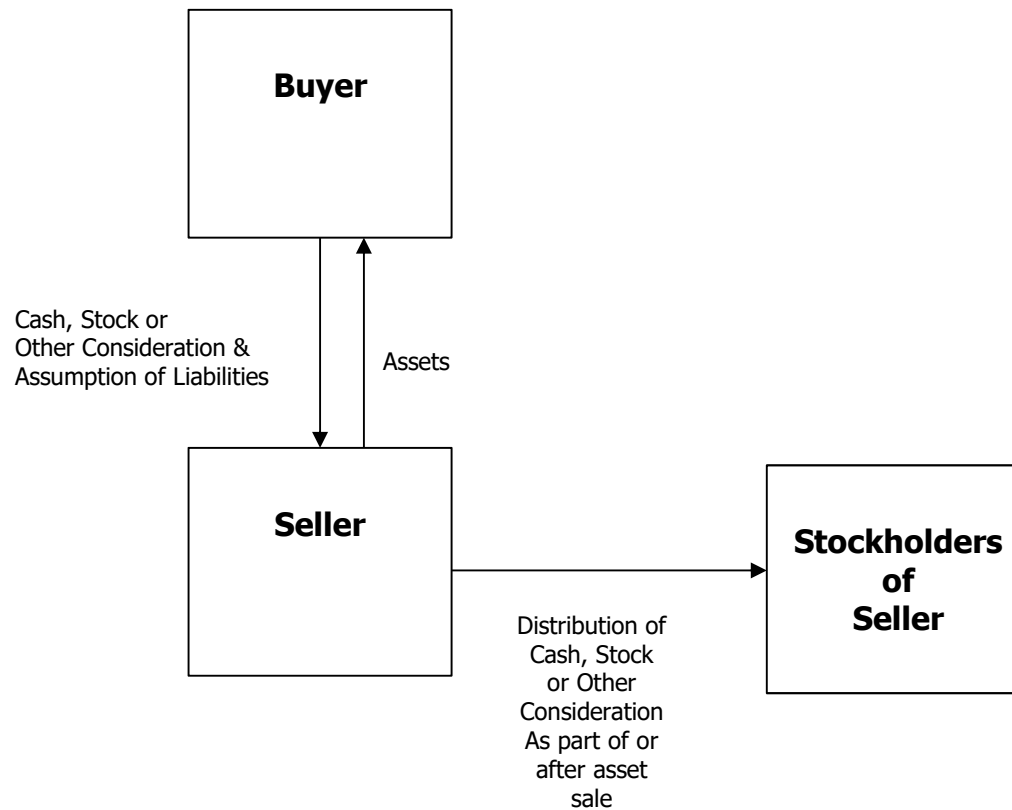 Buyer
Cash, Stock or
Other Consideration &
Assumption of Liabilities
Assets
Seller
Stockholders
of
Seller
Distribution of
Cash, Stock
or Other
Consideration
As part of or
after asset
sale